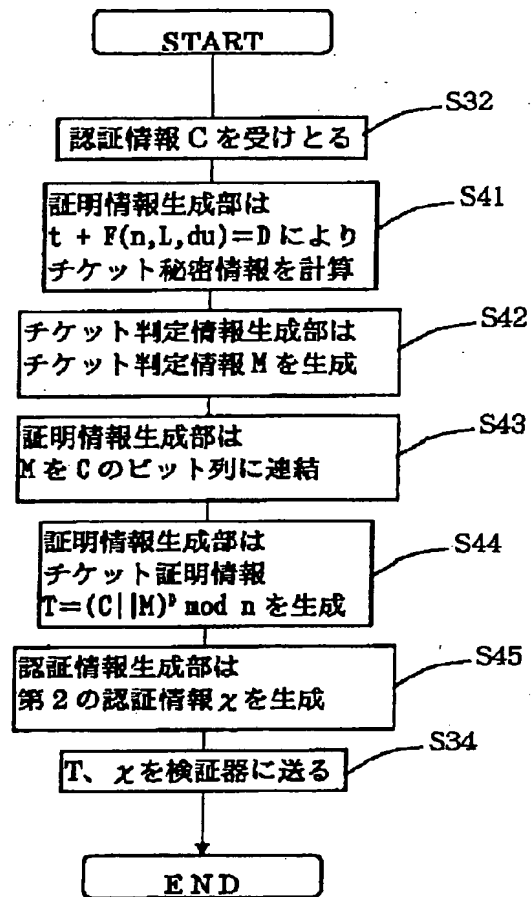 START
S32
認証情報Cを受けとる
S41
証明情報生成部は
t + F(n,L,du)=Dにより
チケット秘密情報を計算
S42
チケット判定情報生成部は
チケット判定情報Mを生成
S43
証明情報生成部は
MをCのビット列に連結
S44
証明情報生成部は
チケット証明情報
T=(C||M)ᴰ mod nを生成
S45
認証情報生成部は
第2の認証情報χを生成
S34
T、χを検証器に送る
END